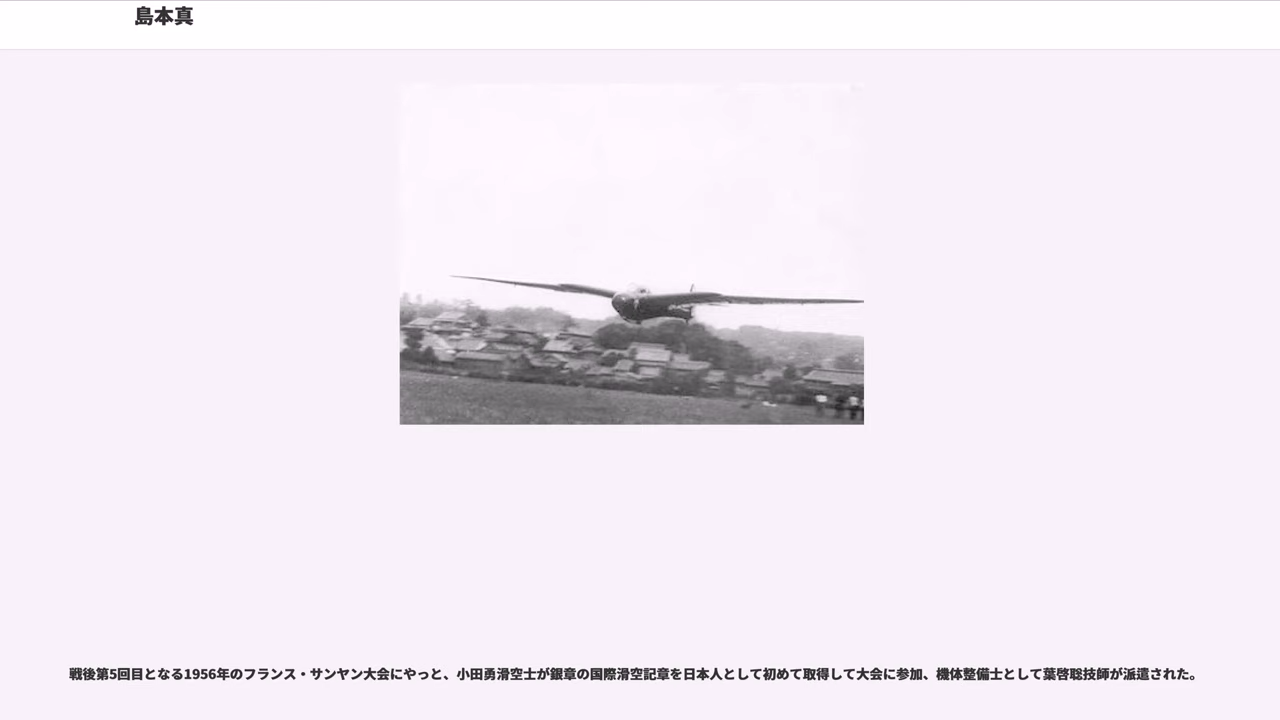 島本真
戦後第5回目となる1956年のフランス・サンヤン大会にやっと、小田勇滑空士が銀章の国際滑空記章を日本人として初めて取得して大会に参加、機体整備士として葉啓聡技師が派遣された。